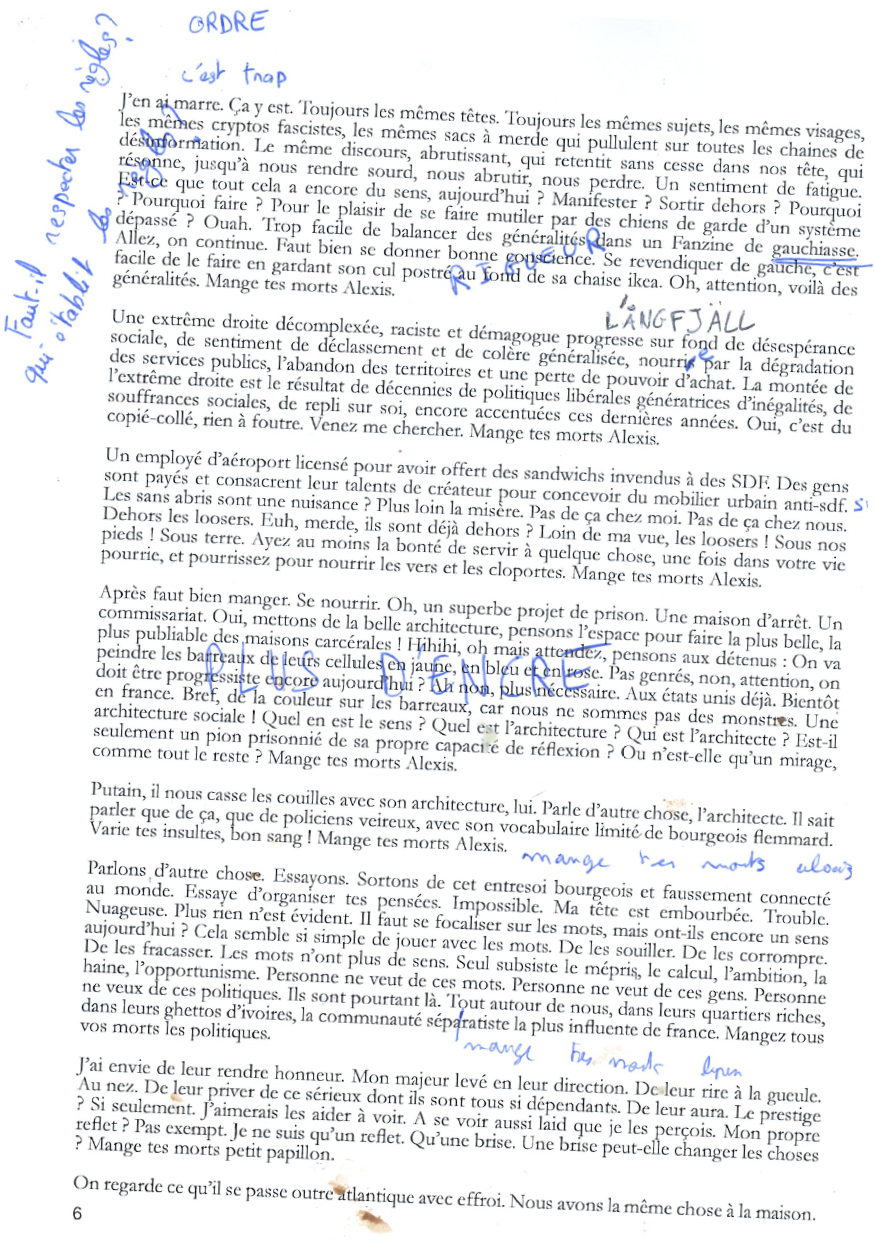 ORDRE
c'est trop
Faut-il respecter les règles ?
qui établit les règles ?
J'en ai marre. Ça y est. Toujours les mêmes têtes. Toujours les mêmes sujets, les mêmes visages,
les mêmes cryptos fascistes, les mêmes sacs à merde qui pullulent sur toutes les chaines de
désinformation. Le même discours, abrutissant, qui retentit sans cesse dans nos tête, qui
résonne, jusqu'à nous rendre sourd, nous abrutir, nous perdre. Un sentiment de fatigue.
Est-ce que tout cela a encore du sens, aujourd'hui ? Manifester ? Sortir dehors ? Pourquoi
? Pourquoi faire ? Pour le plaisir de se faire mutiler par des chiens de garde d'un système
dépassé ? Ouah. Trop facile de balancer des généralités dans un Fanzine de gauchiasse.
Allez, on continue. Faut bien se donner bonne conscience. Se revendiquer de gauche, c'est
RIGUEUR
facile de le faire en gardant son cul postré au fond de sa chaise ikea. Oh, attention, voilà des
généralités. Mange tes morts Alexis.
LÅNGFJÄLL
Une extrême droite décomplexée, raciste et démagogue progresse sur fond de désespérance
sociale, de sentiment de déclassement et de colère généralisée, nourrie par la dégradation
des services publics, l'abandon des territoires et une perte de pouvoir d'achat. La montée de
l'extrême droite est le résultat de décennies de politiques libérales génératrices d'inégalités, de
souffrances sociales, de repli sur soi, encore accentuées ces dernières années. Oui, c'est du
copié-collé, rien à foutre. Venez me chercher. Mange tes morts Alexis.
Un employé d'aéroport licensé pour avoir offert des sandwichs invendus à des SDF. Des gens
sont payés et consacrent leur talents de créateur pour concevoir du mobilier urbain anti-sdf. S
Les sans abris sont une nuisance ? Plus loin la misère. Pas de ça chez moi. Pas de ça chez nous.
Dehors les loosers. Euh, merde, ils sont déjà dehors ? Loin de ma vue, les loosers ! Sous nos
pieds ! Sous terre. Ayez au moins la bonté de servir à quelque chose, une fois dans votre vie
pourrie, et pourrissez pour nourrir les vers et les cloportes. Mange tes morts Alexis.
Après faut bien manger. Se nourrir. Oh, un superbe projet de prison. Une maison d'arrêt. Un
commissariat. Oui, mettons de la belle architecture, pensons l'espace pour faire la plus belle, la
plus publiable des maisons carcérales ! Hihihi, oh mais attendez, pensons aux détenus : On va
PLUS D'ENCRE
peindre les barreaux de leurs cellules en jaune, en bleu et en rose. Pas genrés, non, attention, on
doit être progressiste encore aujourd'hui ? Ah non, plus nécessaire. Aux états unis déjà. Bientôt
en france. Bref, de la couleur sur les barreaux, car nous ne sommes pas des monstres. Une
architecture sociale ! Quel en est le sens ? Quel est l'architecture ? Qui est l'architecte ? Est-il
seulement un pion prisonnié de sa propre capacité de réflexion ? Ou n'est-elle qu'un mirage,
comme tout le reste ? Mange tes morts Alexis.
Putain, il nous casse les couilles avec son architecture, lui. Parle d'autre chose, l'architecte. Il sait
parler que de ça, que de policiens veireux, avec son vocabulaire limité de bourgeois flemmard.
Varie tes insultes, bon sang ! Mange tes morts Alexis.
mange tes morts
Parlons d'autre chose. Essayons. Sortons de cet entresoi bourgeois et faussement connecté
au monde. Essaye d'organiser tes pensées. Impossible. Ma tête est embourbée. Trouble.
Nuageuse. Plus rien n'est évident. Il faut se focaliser sur les mots, mais ont-ils encore un sens
aujourd'hui ? Cela semble si simple de jouer avec les mots. De les souiller. De les corrompre.
De les fracasser. Les mots n'ont plus de sens. Seul subsiste le mépris, le calcul, l'ambition, la
haine, l'opportunisme. Personne ne veut de ces mots. Personne ne veut de ces gens. Personne
ne veux de ces politiques. Ils sont pourtant là. Tout autour de nous, dans leurs quartiers riches,
dans leurs ghettos d'ivoires, la communauté séparatiste la plus influente de france. Mangez tous
vos morts les politiques.
mange tes morts lepen
J'ai envie de leur rendre honneur. Mon majeur levé en leur direction. De leur rire à la gueule.
Au nez. De leur priver de ce sérieux dont ils sont tous si dépendants. De leur aura. Le prestige
? Si seulement. J'aimerais les aider à voir. A se voir aussi laid que je les perçois. Mon propre
reflet ? Pas exempt. Je ne suis qu'un reflet. Qu'une brise. Une brise peut-elle changer les choses
? Mange tes morts petit papillon.
On regarde ce qu'il se passe outre atlantique avec effroi. Nous avons la même chose à la maison.
6